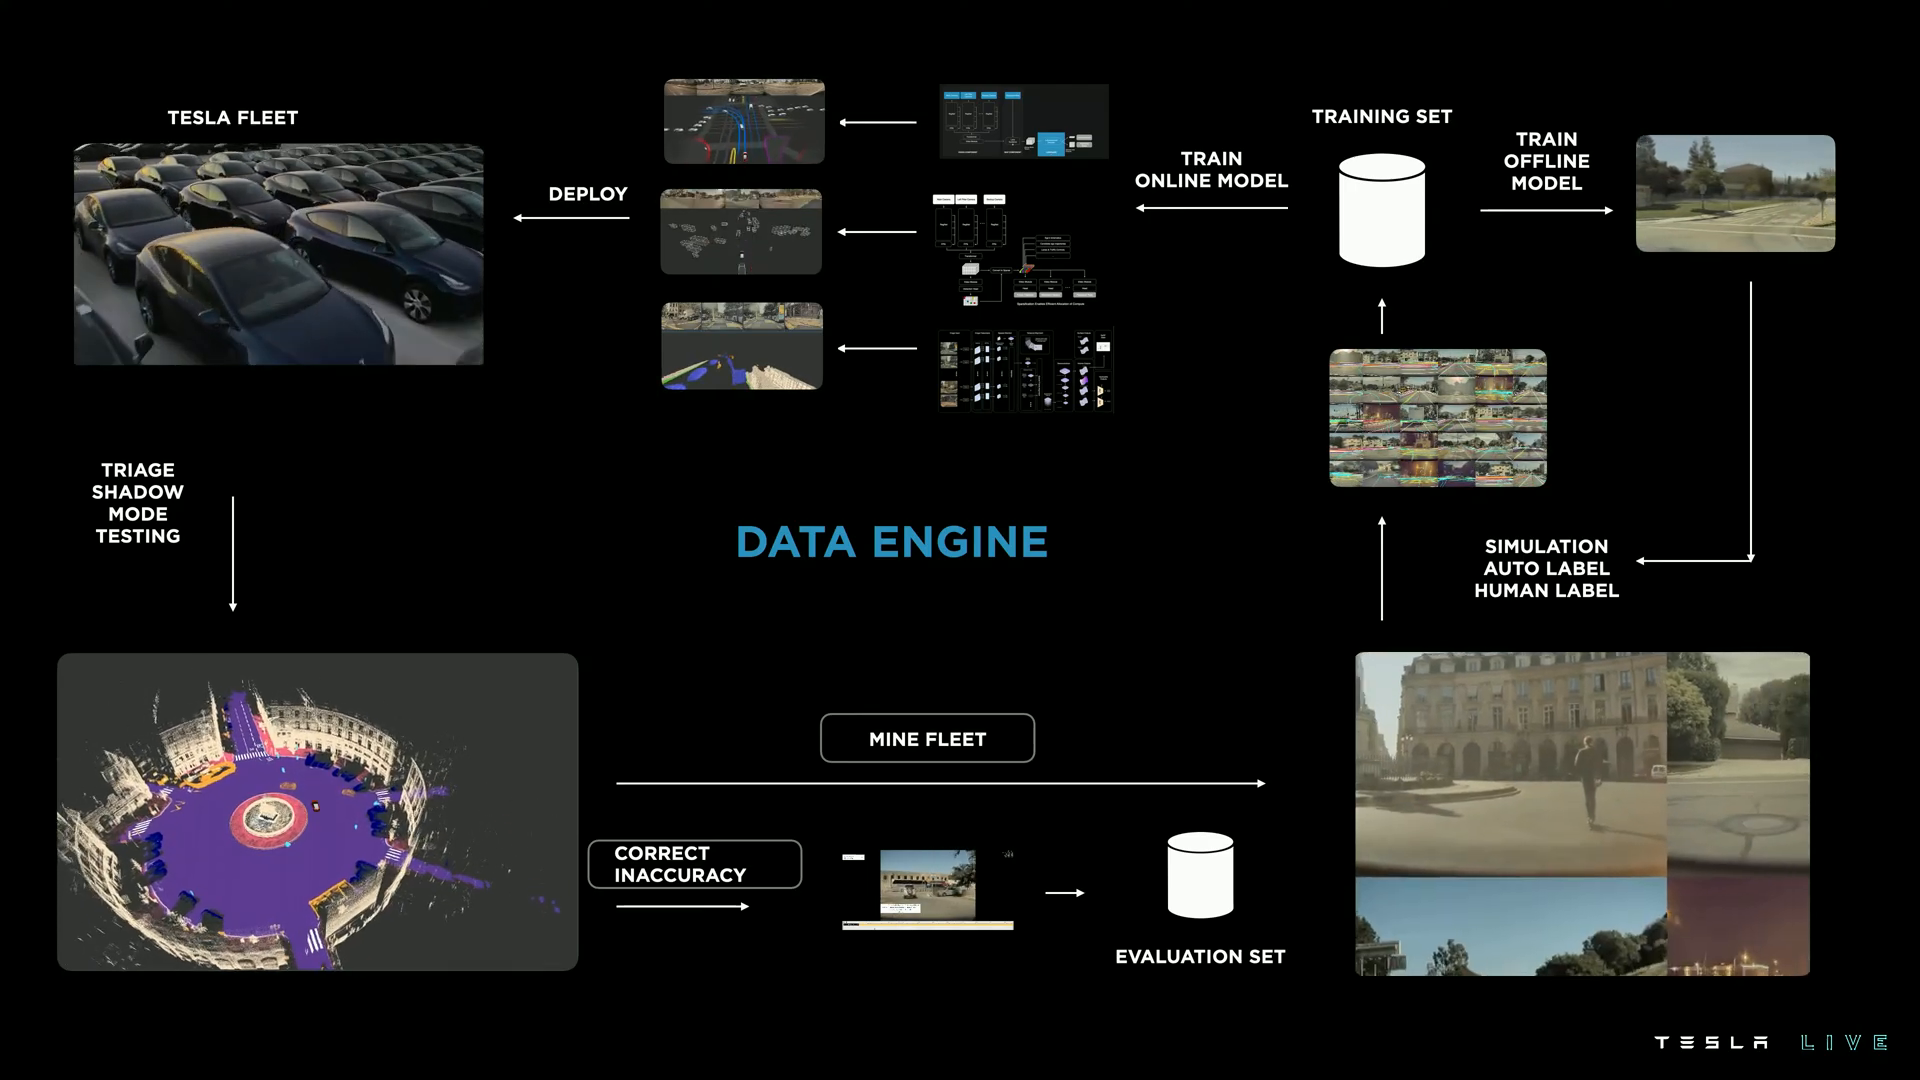 TESLA FLEET
DEPLOY
TRAIN
ONLINE MODEL
TRAINING SET
TRAIN
OFFLINE
MODEL
TRIAGE
SHADOW
MODE
TESTING
DATA ENGINE
SIMULATION
AUTO LABEL
HUMAN LABEL
MINE FLEET
CORRECT
INACCURACY
EVALUATION SET
TESLA LIVE